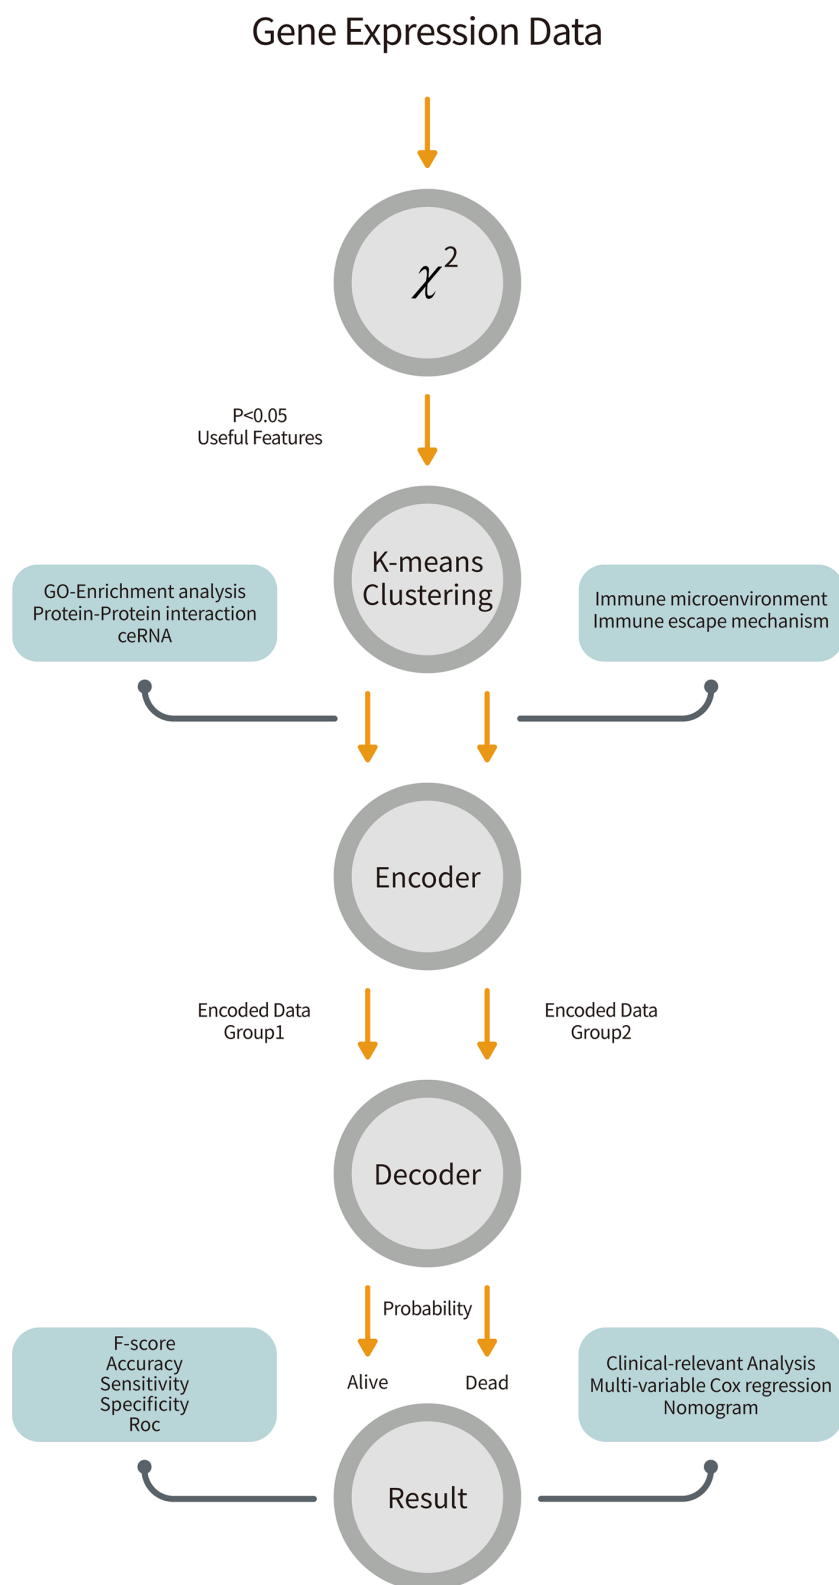 Gene Expression Data
χ²
P<0.05
Useful Features
K-means
Clustering
GO-Enrichment analysis
Protein-Protein interaction
ceRNA
Immune microenvironment
Immune escape mechanism
Encoder
Encoded Data
Group1
Encoded Data
Group2
Decoder
Probability
Alive
Dead
F-score
Accuracy
Sensitivity
Specificity
Roc
Clinical-relevant Analysis
Multi-variable Cox regression
Nomogram
Result